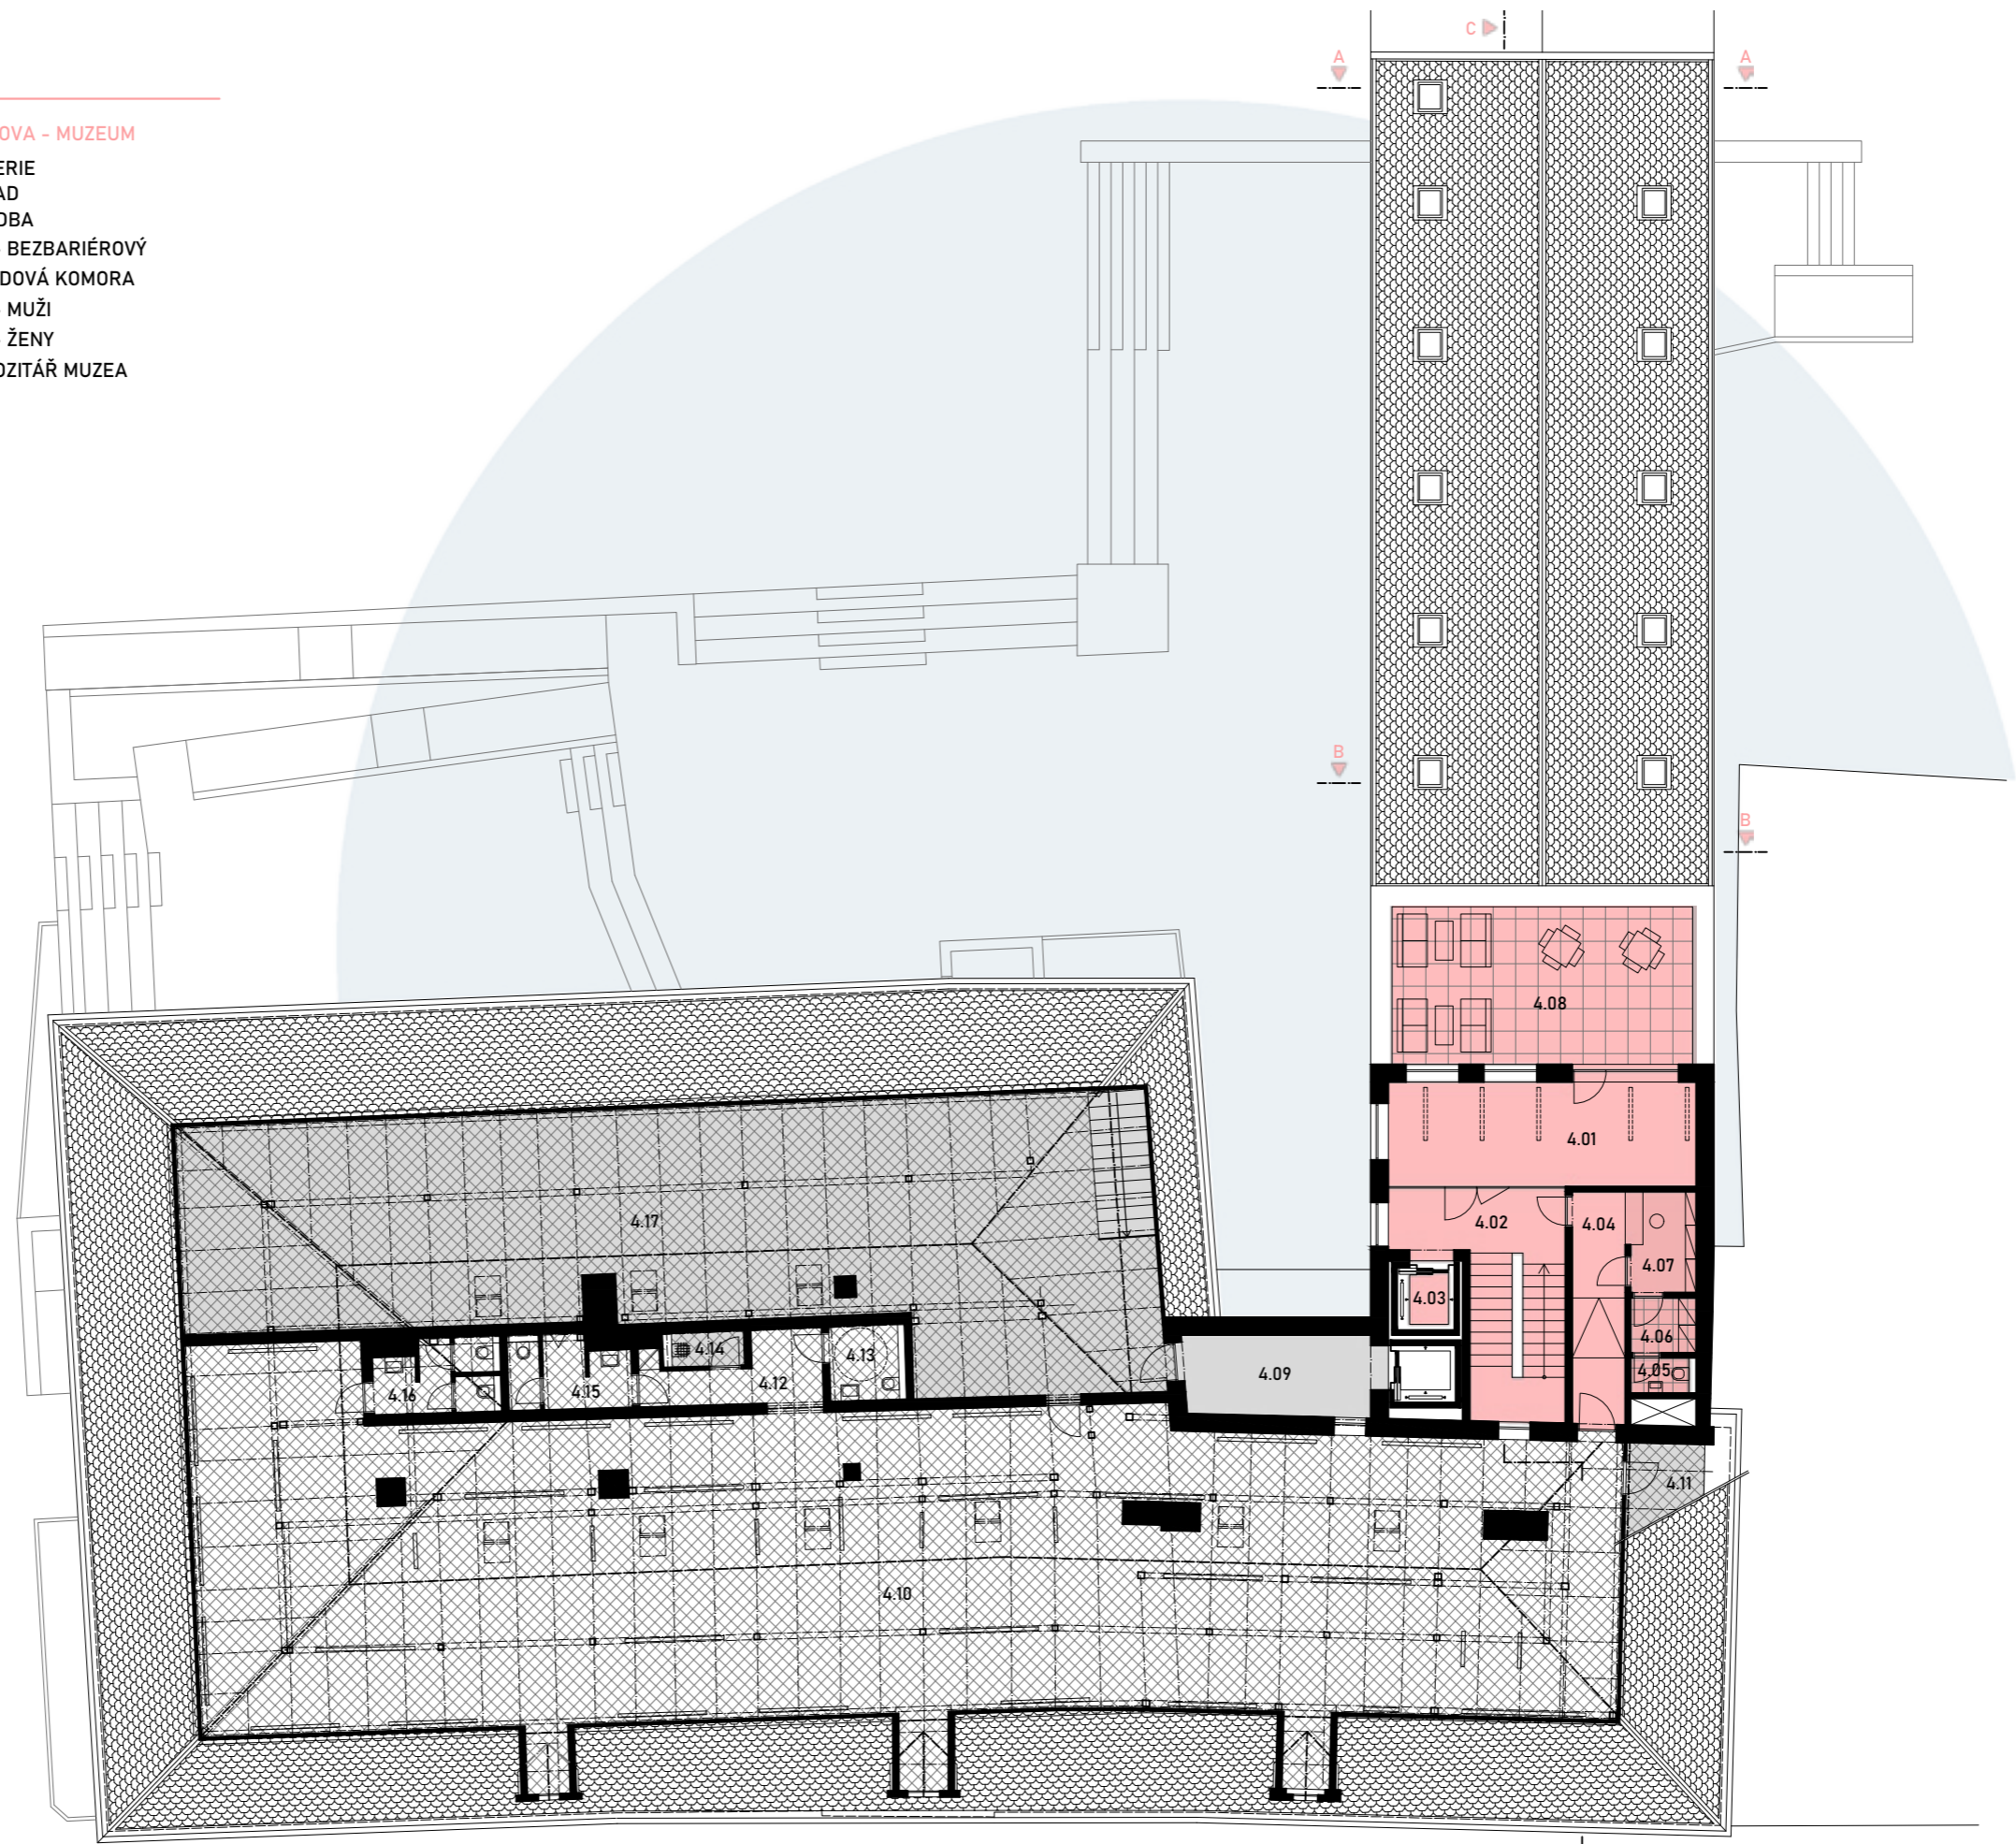 C
A A
OVA - MUZEUM
ERIE
AD
OBA
- BEZBARIÉROVÝ
DOVÁ KOMORA
- MUŽI
- ŽENY
OZITÁŘ MUZEA
B
B
4.08
4.01
4.17
4.02
4.04
4.07
4.03
4.06
4.14
4.13
4.05
4.09
4.12
4.15
4.16
4.11
4.10